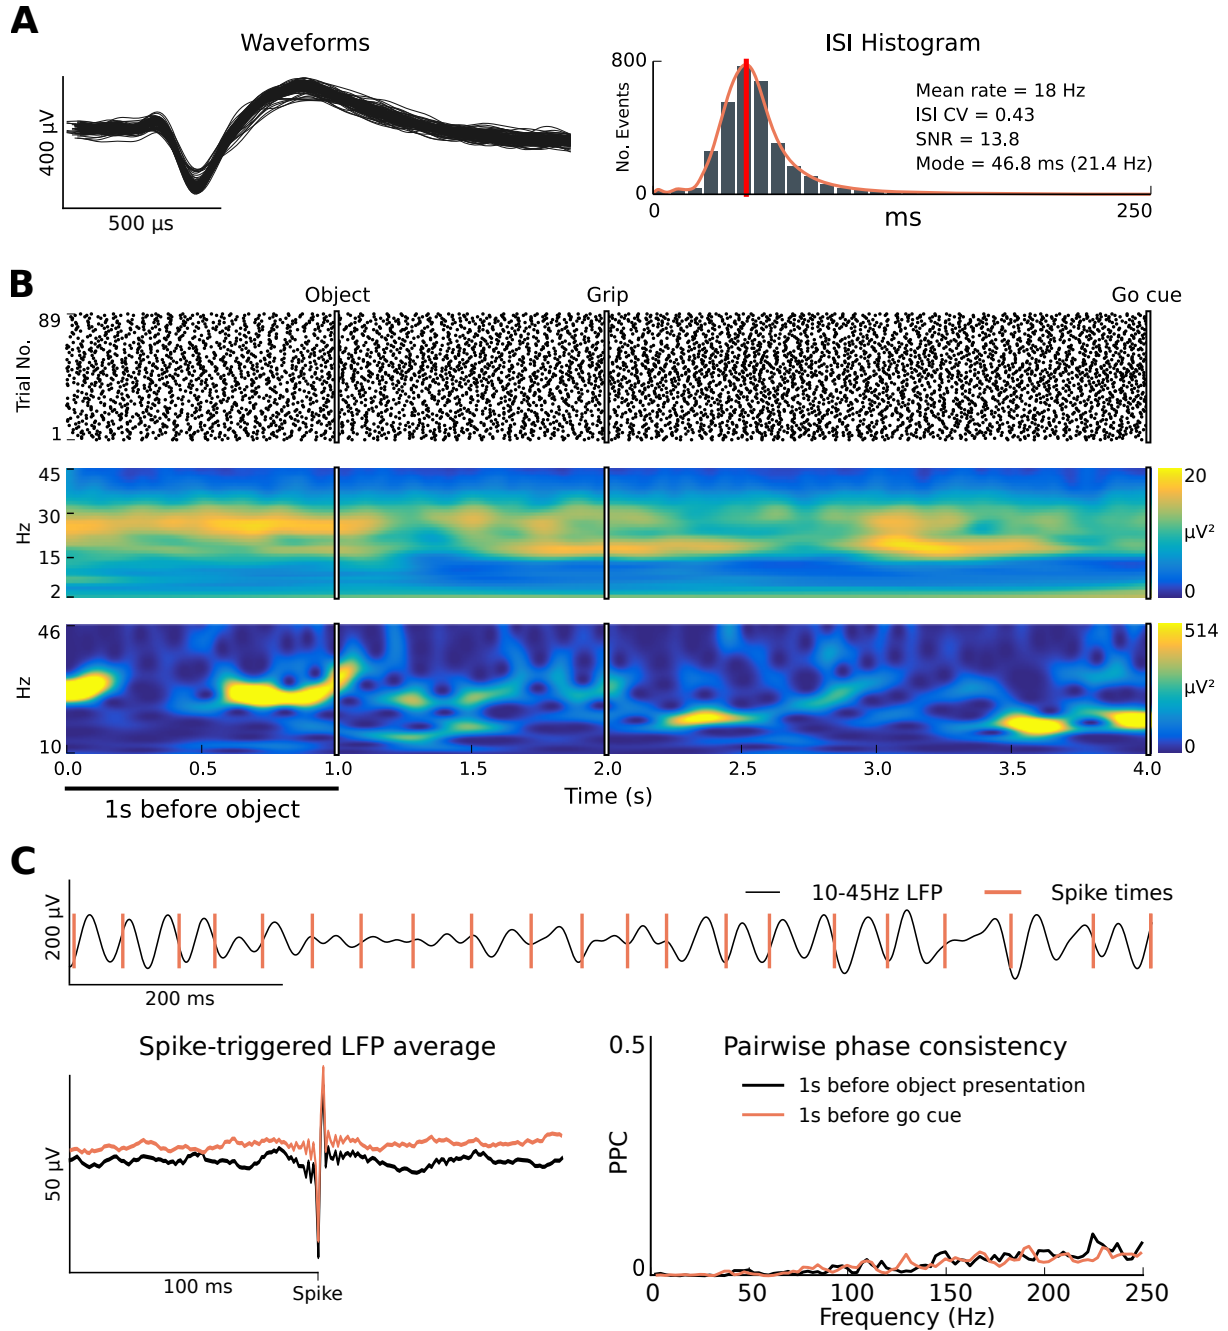 A
Waveforms
400 µV
500 µs
ISI Histogram
800
No. Events
0
Mean rate = 18 Hz
ISI CV = 0.43
SNR = 13.8
Mode = 46.8 ms (21.4 Hz)
0
ms
250
B
Object
Grip
Go cue
89
Trial No.
1
45
30
Hz
15
2
20
µV²
0
46
Hz
10
514
µV²
0
0.0
0.5
1.0
1.5
2.0
2.5
3.0
3.5
4.0
Time (s)
1s before object
C
200 µV
10-45Hz LFP
Spike times
200 ms
Spike-triggered LFP average
50 µV
100 ms
Spike
Pairwise phase consistency
0.5
1s before object presentation
1s before go cue
PPC
0
0
50
100
150
200
250
Frequency (Hz)